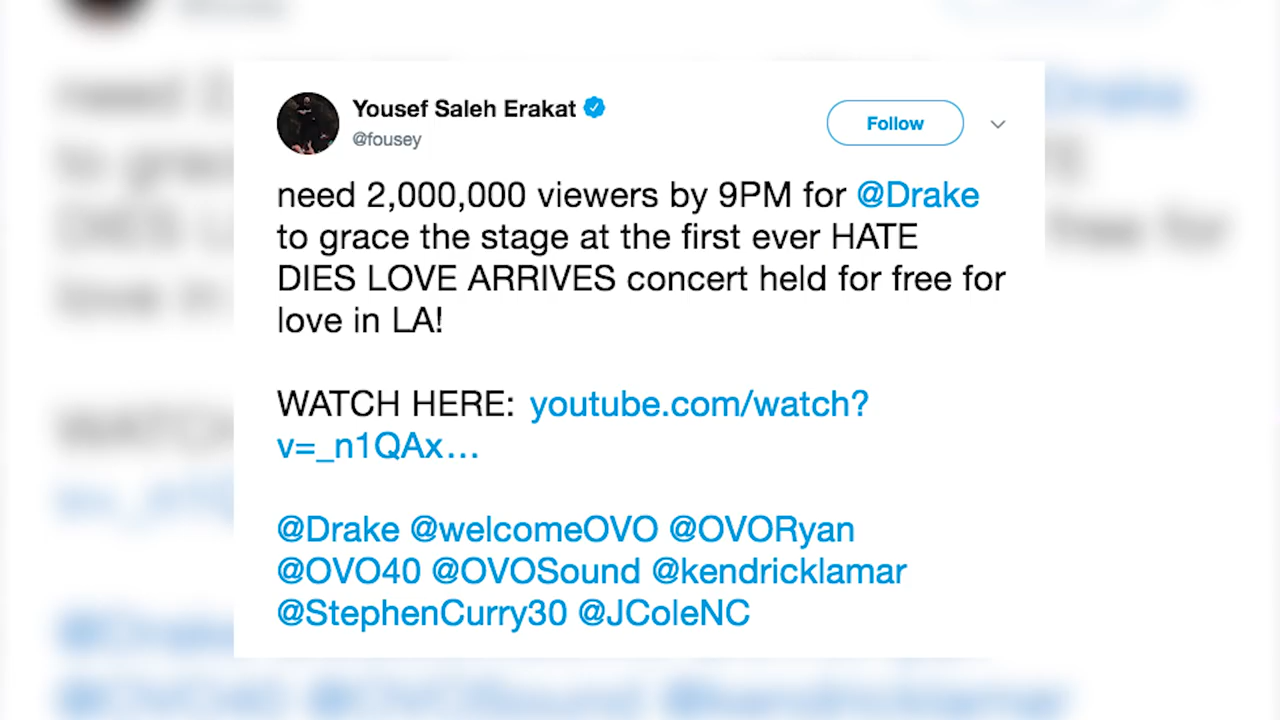 Yousef Saleh Erakat
@fousey
Follow
need 2,000,000 viewers by 9PM for @Drake
to grace the stage at the first ever HATE
DIES LOVE ARRIVES concert held for free for
love in LA!
WATCH HERE: youtube.com/watch?
v=_n1QAx…
@Drake @welcomeOVO @OVORyan
@OVO40 @OVOSound @kendricklamar
@StephenCurry30 @JColeNC